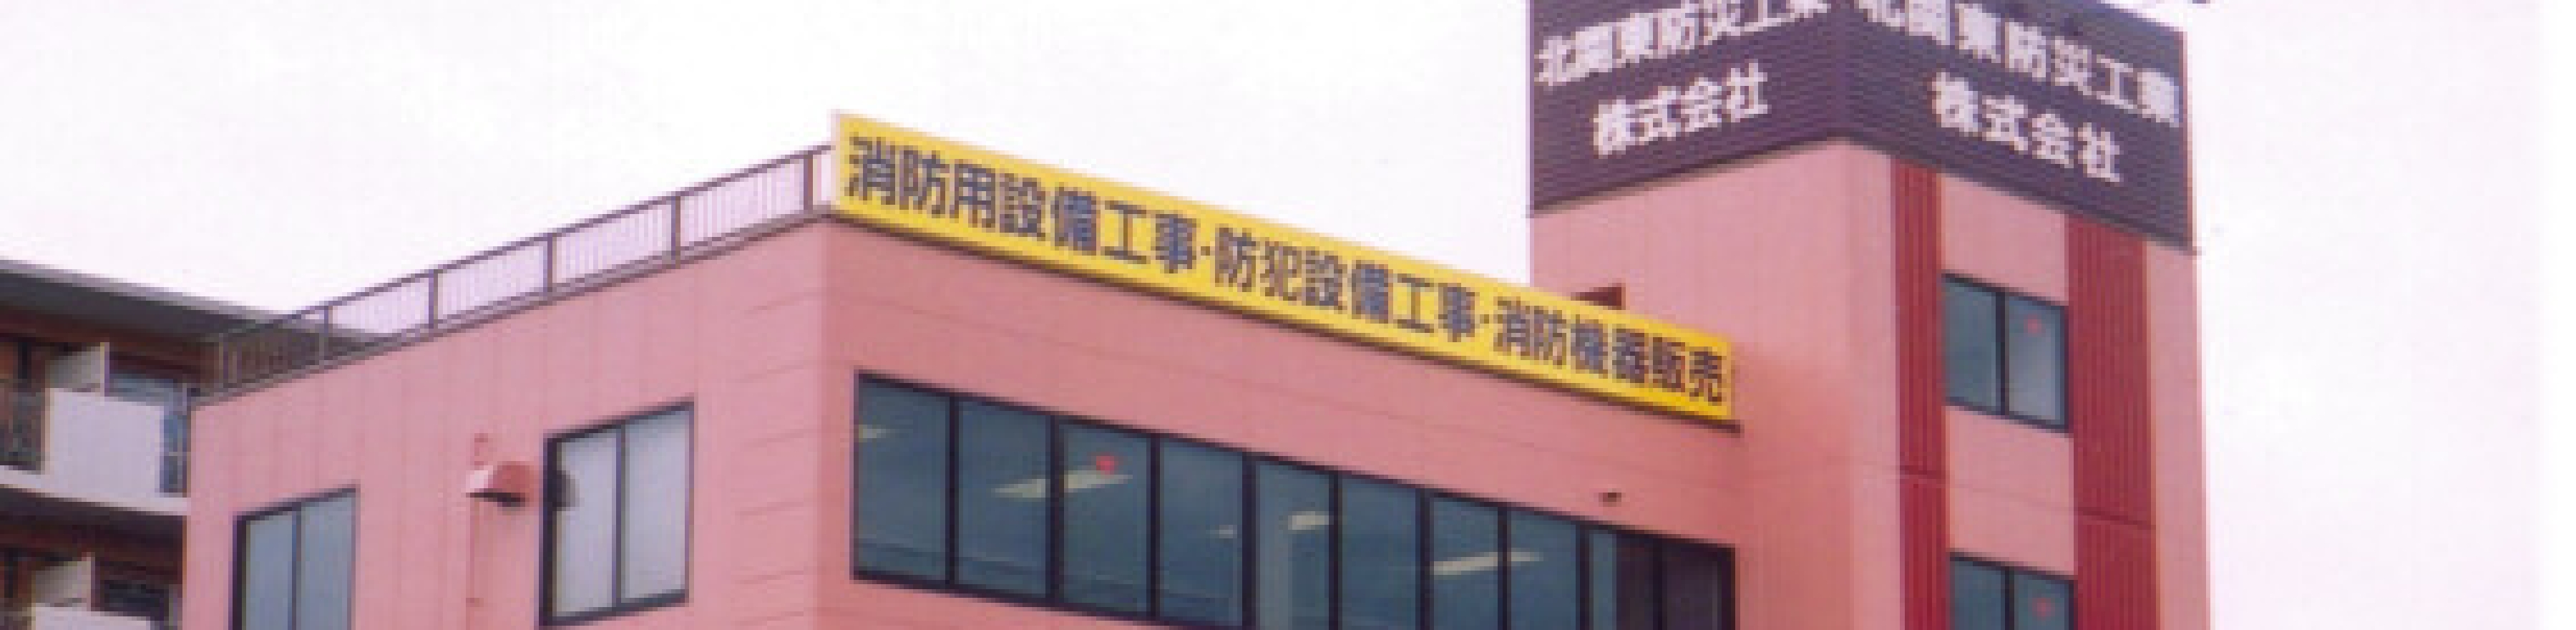 北関東防災工業
株式会社
北関東防災工業
株式会社
消防用設備工事・防犯設備工事・消防機器販売